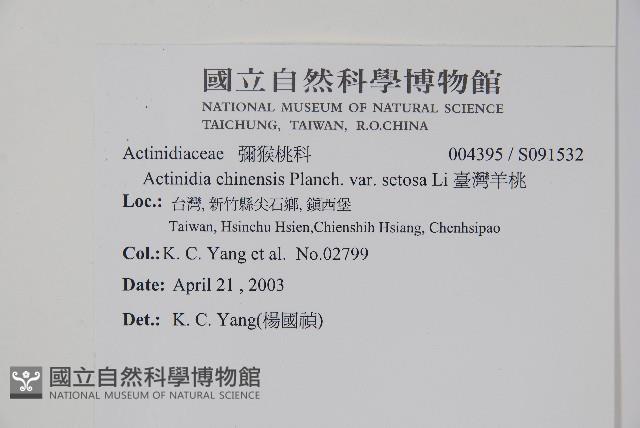 國立自然科學博物館
NATIONAL MUSEUM OF NATURAL SCIENCE
TAICHUNG, TAIWAN, R.O.CHINA
Actinidiaceae 獼猴桃科 004395 / S091532
Actinidia chinensis Planch. var. setosa Li 臺灣羊桃
Loc.: 台灣, 新竹縣尖石鄉, 鎮西堡
Taiwan, Hsinchu Hsien,Chienshih Hsiang, Chenhsipao
Col.: K. C. Yang et al. No.02799
Date: April 21 , 2003
Det.: K. C. Yang(楊國禎)
國立自然科學博物館
NATIONAL MUSEUM OF NATURAL SCIENCE